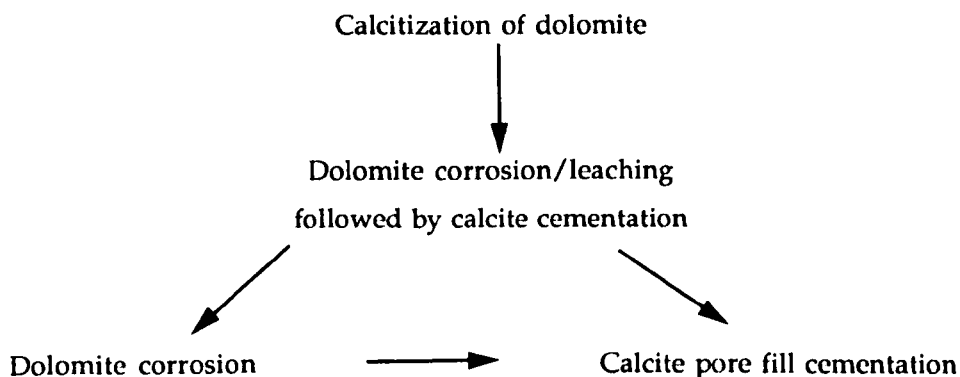 Calcitization of dolomite
Dolomite corrosion/leaching
followed by calcite cementation
Dolomite corrosion
Calcite pore fill cementation